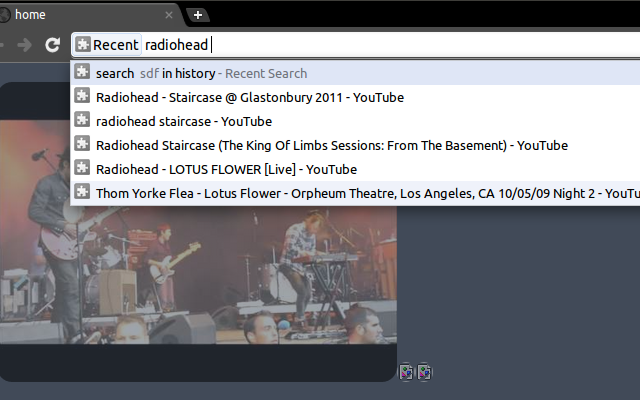 home
Recent radiohead
search sdf in history - Recent Search
Radiohead - Staircase @ Glastonbury 2011 - YouTube
radiohead staircase - YouTube
Radiohead Staircase (The King Of Limbs Sessions: From The Basement) - YouTube
Radiohead - LOTUS FLOWER [Live] - YouTube
Thom Yorke Flea - Lotus Flower - Orpheum Theatre, Los Angeles, CA 10/05/09 Night 2 - YouTu